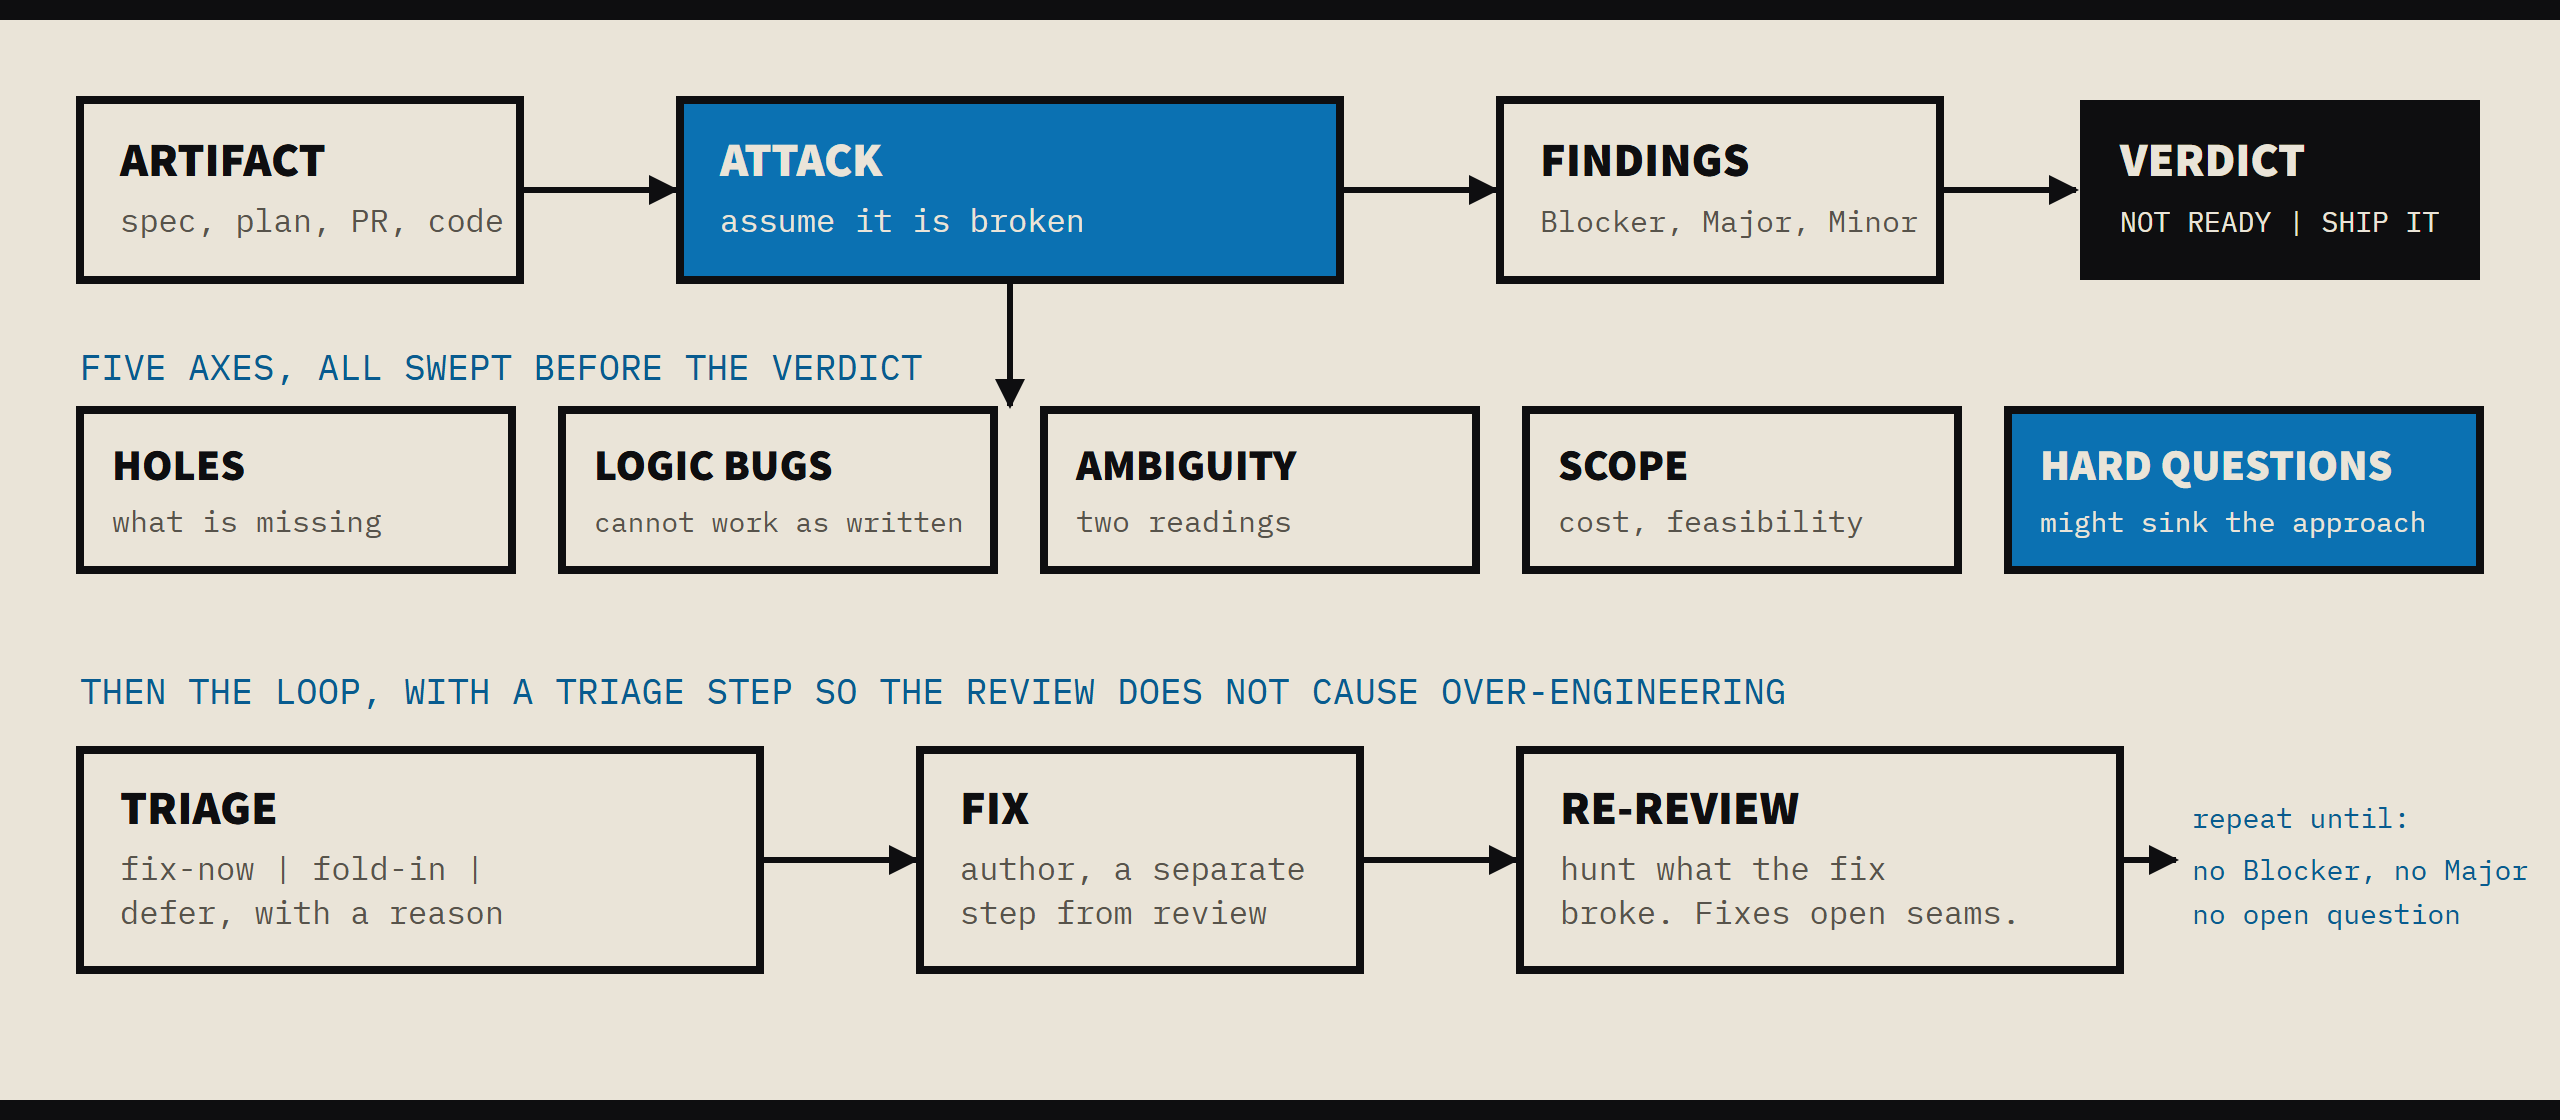 ARTIFACT
spec, plan, PR, code
ATTACK
assume it is broken
FINDINGS
Blocker, Major, Minor
VERDICT
NOT READY | SHIP IT
FIVE AXES, ALL SWEPT BEFORE THE VERDICT
HOLES
what is missing
LOGIC BUGS
cannot work as written
AMBIGUITY
two readings
SCOPE
cost, feasibility
HARD QUESTIONS
might sink the approach
THEN THE LOOP, WITH A TRIAGE STEP SO THE REVIEW DOES NOT CAUSE OVER-ENGINEERING
TRIAGE
fix-now | fold-in |
defer, with a reason
FIX
author, a separate
step from review
RE-REVIEW
hunt what the fix
broke. Fixes open seams.
repeat until:
no Blocker, no Major
no open question